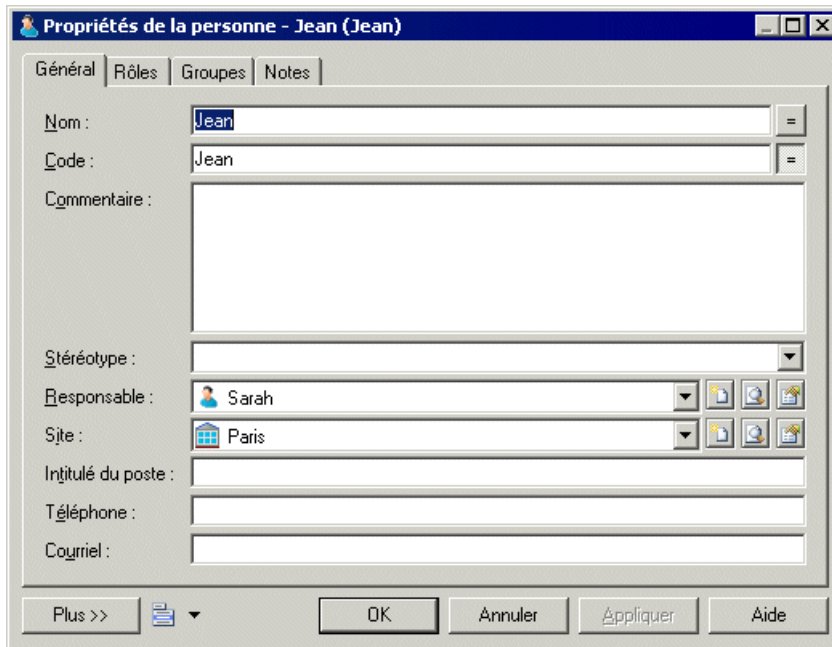 Propriétés de la personne - Jean (Jean)
Général Rôles Groupes Notes
Nom : Jean =
Code : Jean =
Commentaire :
Stéréotype :
Responsable : Sarah
Site : Paris
Intitulé du poste :
Téléphone :
Courriel :
Plus >> OK Annuler Appliquer Aide